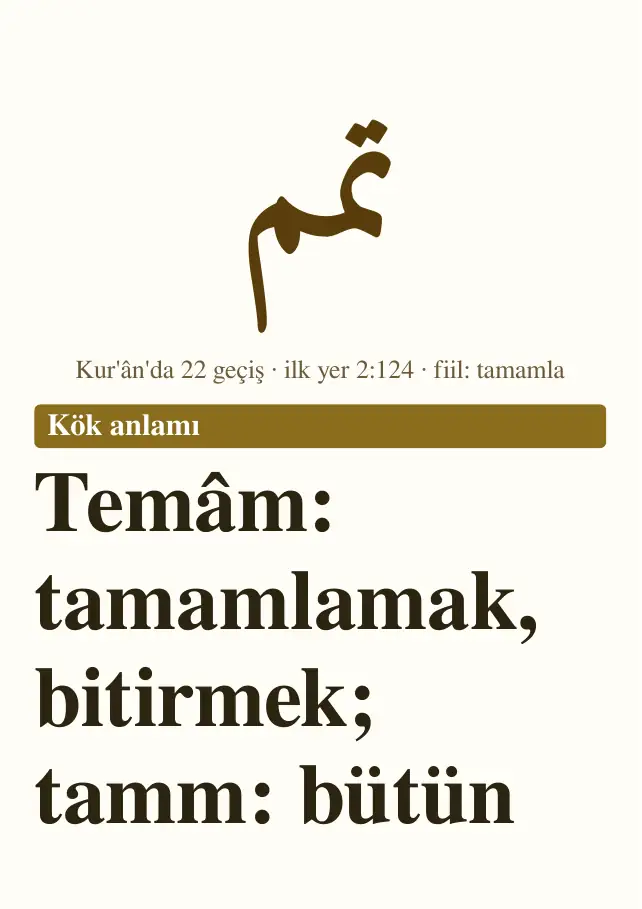 تمم
Kur'ân'da 22 geçiş · ilk yer 2:124 · fiil: tamamla
Kök anlamı
Temâm:
tamamlamak,
bitirmek;
tamm: bütün